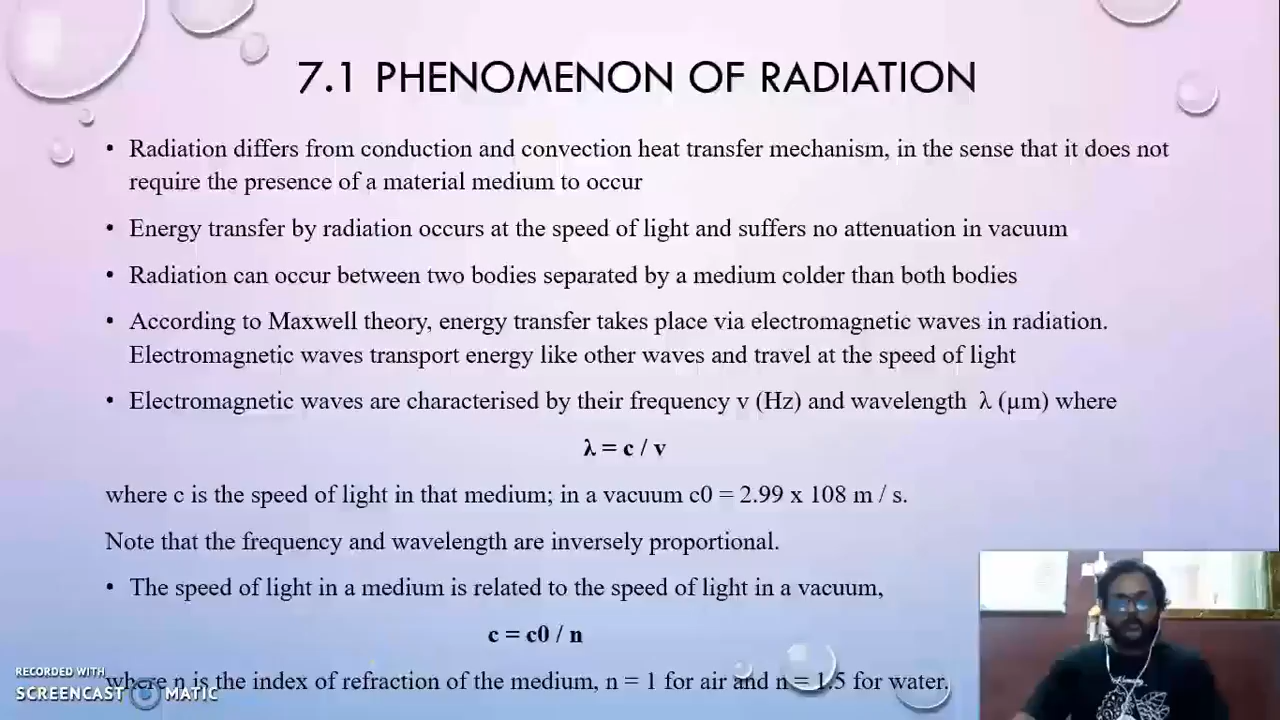 7.1 PHENOMENON OF RADIATION
• Radiation differs from conduction and convection heat transfer mechanism, in the sense that it does not
require the presence of a material medium to occur
• Energy transfer by radiation occurs at the speed of light and suffers no attenuation in vacuum
• Radiation can occur between two bodies separated by a medium colder than both bodies
• According to Maxwell theory, energy transfer takes place via electromagnetic waves in radiation.
Electromagnetic waves transport energy like other waves and travel at the speed of light
• Electromagnetic waves are characterised by their frequency v (Hz) and wavelength λ (µm) where
λ = c / v
where c is the speed of light in that medium; in a vacuum c0 = 2.99 x 108 m / s.
Note that the frequency and wavelength are inversely proportional.
• The speed of light in a medium is related to the speed of light in a vacuum,
c = c0 / n
where n is the index of refraction of the medium, n = 1 for air and n = 1.5 for water.
RECORDED WITH
SCREENCAST MATIC